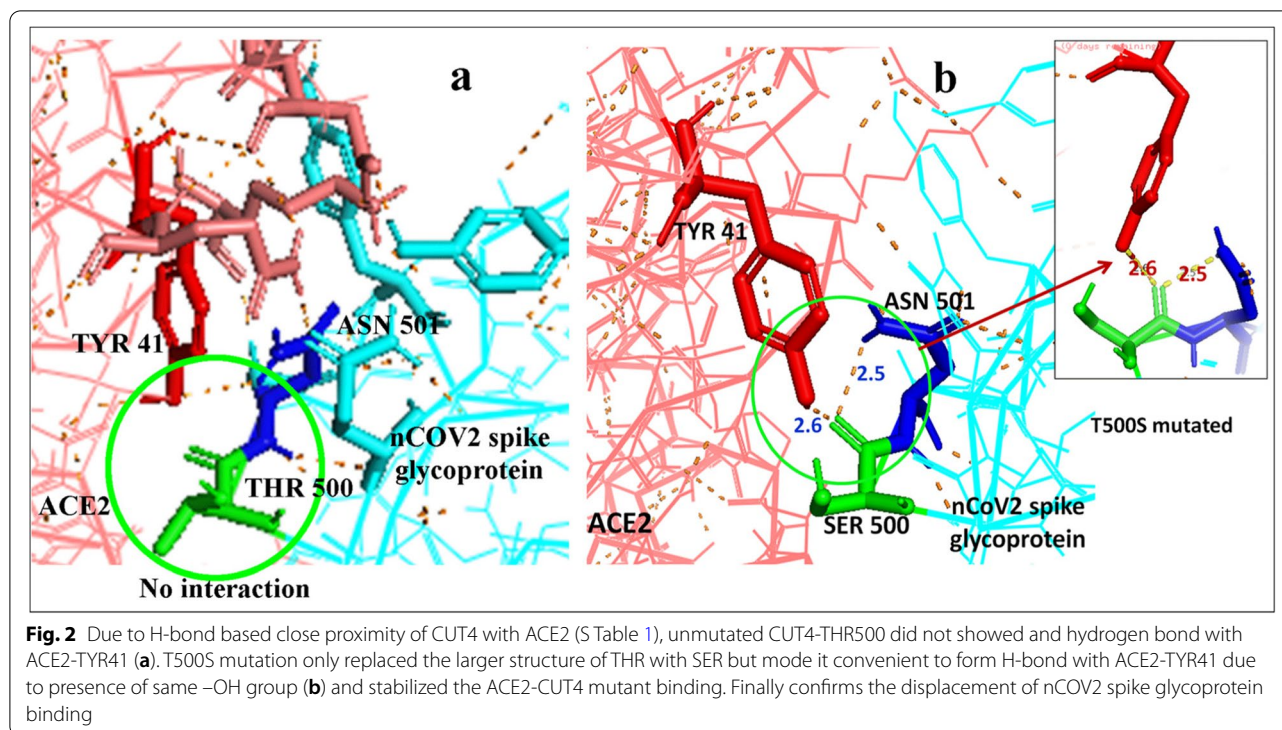 a
TYR 41
ASN 501
nCOV2 spike
glycoprotein
THR 500
ACE2
No interaction
b
TYR 41
ASN 501
2.5
2.6
SER 500
ACE2
nCoV2 spike
glycoprotein
(0 days remaining)
2.6
2.5
T500S mutated
Fig. 2 Due to H-bond based close proximity of CUT4 with ACE2 (S Table 1), unmutated CUT4-THR500 did not showed and hydrogen bond with
ACE2-TYR41 (a). T500S mutation only replaced the larger structure of THR with SER but mode it convenient to form H-bond with ACE2-TYR41 due
to presence of same –OH group (b) and stabilized the ACE2-CUT4 mutant binding. Finally confirms the displacement of nCOV2 spike glycoprotein
binding